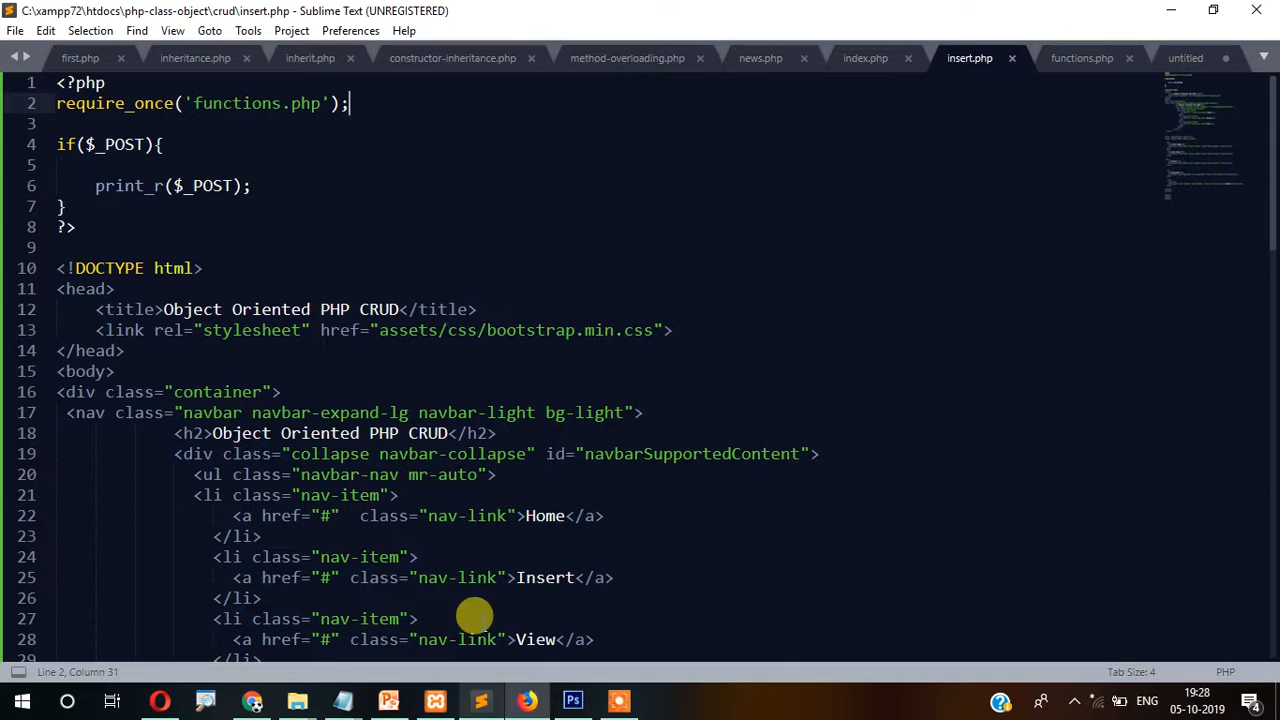 C:\xampp72\htdocs\php-class-object\crud\insert.php - Sublime Text (UNREGISTERED)
File Edit Selection Find View Goto Tools Project Preferences Help
first.php inheritance.php inherit.php constructor-inheritance.php method-overloading.php news.php index.php insert.php functions.php untitled
1 <?php
2 require_once('functions.php');
3
4 if($_POST){
5
6 print_r($_POST);
7 }
8 ?>
9
10 <!DOCTYPE html>
11 <head>
12 <title>Object Oriented PHP CRUD</title>
13 <link rel="stylesheet" href="assets/css/bootstrap.min.css">
14 </head>
15 <body>
16 <div class="container">
17 <nav class="navbar navbar-expand-lg navbar-light bg-light">
18 <h2>Object Oriented PHP CRUD</h2>
19 <div class="collapse navbar-collapse" id="navbarSupportedContent">
20 <ul class="navbar-nav mr-auto">
21 <li class="nav-item">
22 <a href="#" class="nav-link">Home</a>
23 </li>
24 <li class="nav-item">
25 <a href="#" class="nav-link">Insert</a>
26 </li>
27 <li class="nav-item">
28 <a href="#" class="nav-link">View</a>
29 </li>
Line 2, Column 31 Tab Size: 4 PHP
ENG 19:28
05-10-2019 4